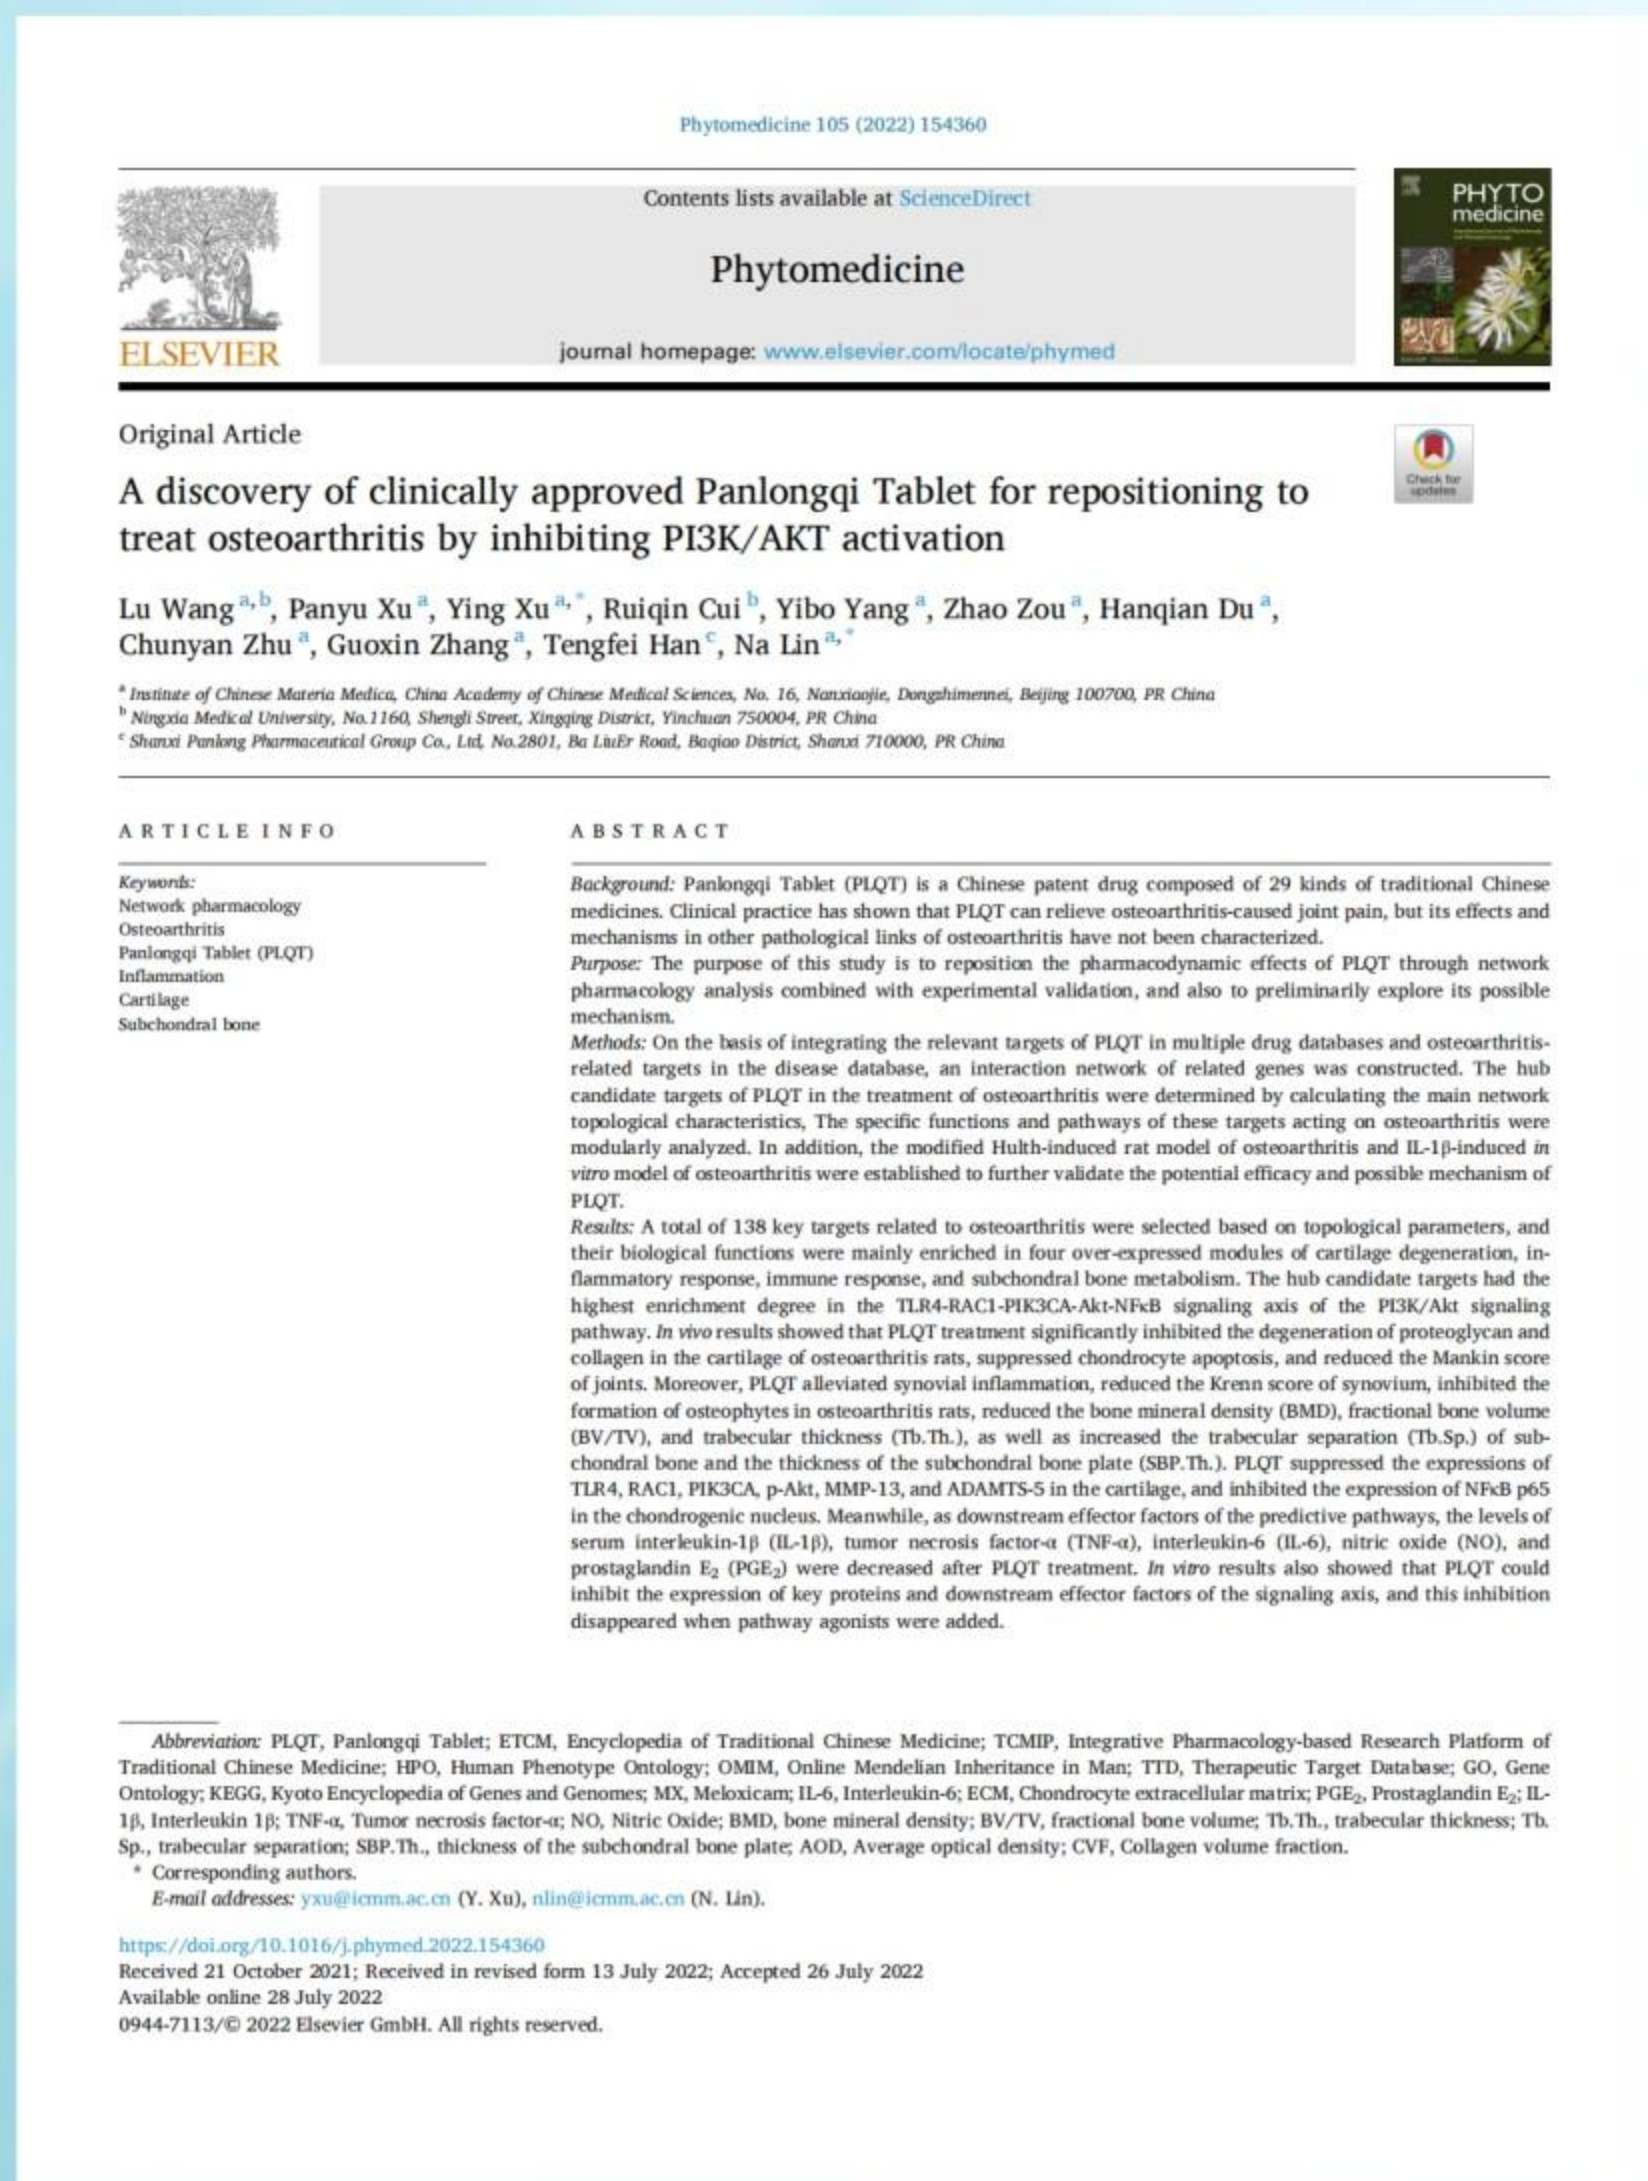 Phytomedicine 105 (2022) 154360
Contents lists available at ScienceDirect
Phytomedicine
journal homepage: www.elsevier.com/locate/phymed
ELSEVIER
PHYTO
medicine
Original Article
Check for
updates
A discovery of clinically approved Panlongqi Tablet for repositioning to
treat osteoarthritis by inhibiting PI3K/AKT activation
Lu Wang a,b, Panyu Xu a, Ying Xu a,*, Ruiqin Cui b, Yibo Yang a, Zhao Zou a, Hanqian Du a,
Chunyan Zhu a, Guoxin Zhang a, Tengfei Han c, Na Lin a,*
a Institute of Chinese Materia Medica, China Academy of Chinese Medical Sciences, No. 16, Nanxiaojie, Dongzhimennei, Beijing 100700, PR China
b Ningxia Medical University, No.1160, Shengli Street, Xingqing District, Yinchuan 750004, PR China
c Shanxi Panlong Pharmaceutical Group Co., Ltd, No.2801, Ba LiuEr Road, Baqiao District, Shanxi 710000, PR China
ARTICLE INFO
Keywords:
Network pharmacology
Osteoarthritis
Panlongqi Tablet (PLQT)
Inflammation
Cartilage
Subchondral bone
ABSTRACT
Background: Panlongqi Tablet (PLQT) is a Chinese patent drug composed of 29 kinds of traditional Chinese
medicines. Clinical practice has shown that PLQT can relieve osteoarthritis-caused joint pain, but its effects and
mechanisms in other pathological links of osteoarthritis have not been characterized.
Purpose: The purpose of this study is to reposition the pharmacodynamic effects of PLQT through network
pharmacology analysis combined with experimental validation, and also to preliminarily explore its possible
mechanism.
Methods: On the basis of integrating the relevant targets of PLQT in multiple drug databases and osteoarthritis-
related targets in the disease database, an interaction network of related genes was constructed. The hub
candidate targets of PLQT in the treatment of osteoarthritis were determined by calculating the main network
topological characteristics, The specific functions and pathways of these targets acting on osteoarthritis were
modularly analyzed. In addition, the modified Hulth-induced rat model of osteoarthritis and IL-1β-induced in
vitro model of osteoarthritis were established to further validate the potential efficacy and possible mechanism of
PLQT.
Results: A total of 138 key targets related to osteoarthritis were selected based on topological parameters, and
their biological functions were mainly enriched in four over-expressed modules of cartilage degeneration, in-
flammatory response, immune response, and subchondral bone metabolism. The hub candidate targets had the
highest enrichment degree in the TLR4-RAC1-PIK3CA-Akt-NFκB signaling axis of the PI3K/Akt signaling
pathway. In vivo results showed that PLQT treatment significantly inhibited the degeneration of proteoglycan and
collagen in the cartilage of osteoarthritis rats, suppressed chondrocyte apoptosis, and reduced the Mankin score
of joints. Moreover, PLQT alleviated synovial inflammation, reduced the Krenn score of synovium, inhibited the
formation of osteophytes in osteoarthritis rats, reduced the bone mineral density (BMD), fractional bone volume
(BV/TV), and trabecular thickness (Tb.Th.), as well as increased the trabecular separation (Tb.Sp.) of sub-
chondral bone and the thickness of the subchondral bone plate (SBP.Th.). PLQT suppressed the expressions of
TLR4, RAC1, PIK3CA, p-Akt, MMP-13, and ADAMTS-5 in the cartilage, and inhibited the expression of NFκB p65
in the chondrogenic nucleus. Meanwhile, as downstream effector factors of the predictive pathways, the levels of
serum interleukin-1β (IL-1β), tumor necrosis factor-α (TNF-α), interleukin-6 (IL-6), nitric oxide (NO), and
prostaglandin E₂ (PGE₂) were decreased after PLQT treatment. In vitro results also showed that PLQT could
inhibit the expression of key proteins and downstream effector factors of the signaling axis, and this inhibition
disappeared when pathway agonists were added.
Abbreviation: PLQT, Panlongqi Tablet; ETCM, Encyclopedia of Traditional Chinese Medicine; TCMIP, Integrative Pharmacology-based Research Platform of
Traditional Chinese Medicine; HPO, Human Phenotype Ontology; OMIM, Online Mendelian Inheritance in Man; TTD, Therapeutic Target Database; GO, Gene
Ontology; KEGG, Kyoto Encyclopedia of Genes and Genomes; MX, Meloxicam; IL-6, Interleukin-6; ECM, Chondrocyte extracellular matrix; PGE₂, Prostaglandin E₂; IL-
1β, Interleukin 1β; TNF-α, Tumor necrosis factor-α; NO, Nitric Oxide; BMD, bone mineral density; BV/TV, fractional bone volume; Tb.Th., trabecular thickness; Tb.
Sp., trabecular separation; SBP.Th., thickness of the subchondral bone plate; AOD, Average optical density; CVF, Collagen volume fraction.
* Corresponding authors.
E-mail addresses: yxu@icmm.ac.cn (Y. Xu), nlin@icmm.ac.cn (N. Lin).
https://doi.org/10.1016/j.phymed.2022.154360
Received 21 October 2021; Received in revised form 13 July 2022; Accepted 26 July 2022
Available online 28 July 2022
0944-7113/© 2022 Elsevier GmbH. All rights reserved.